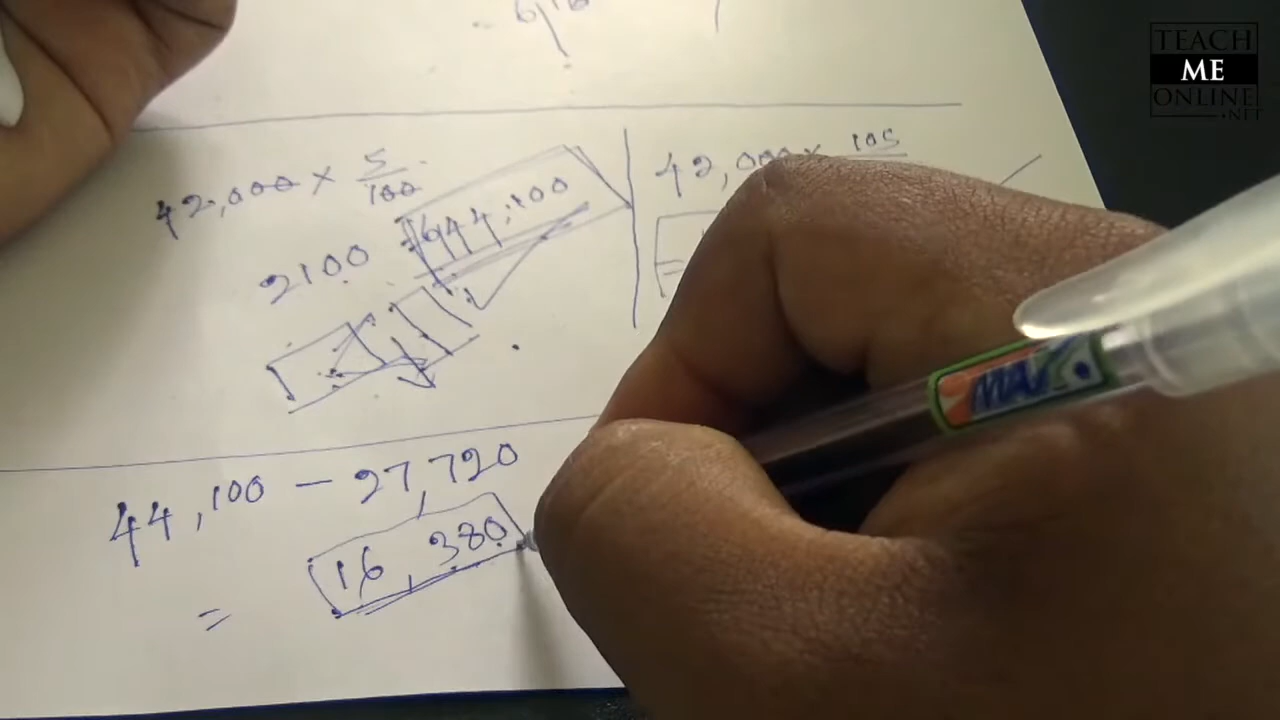 TEACH
ME
ONLINE
.NET
42,000 × 5/100
42,000 × 105
2100
44,100
=
44,100 - 27,720
= 16,380